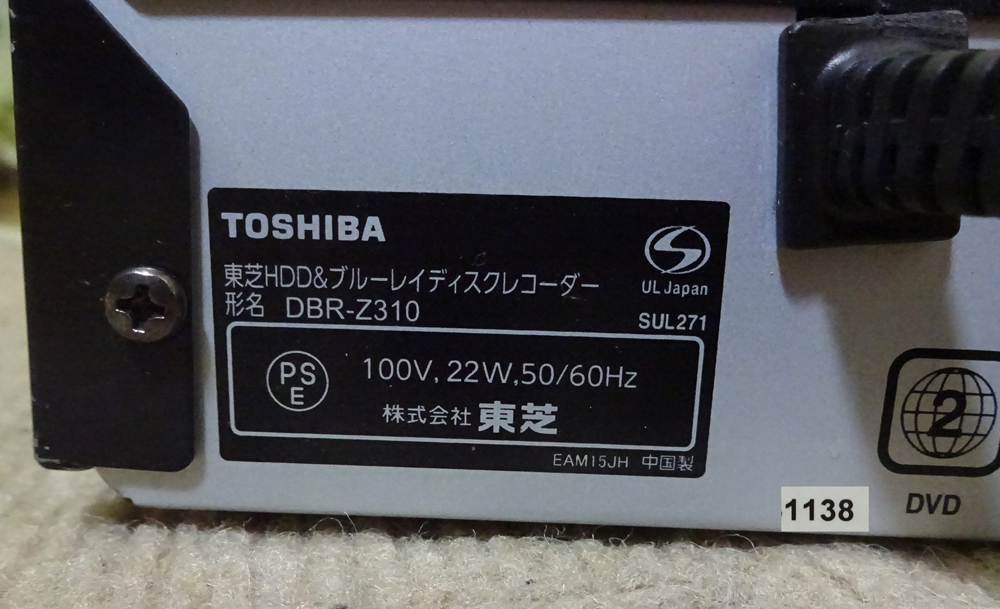 TOSHIBA
東芝HDD&ブルーレイディスクレコーダー
形名 DBR-Z310
UL Japan
SUL271
PS
E
100V, 22W,50/60Hz
株式会社 東芝
EAM15JH 中国製
2
DVD
1138